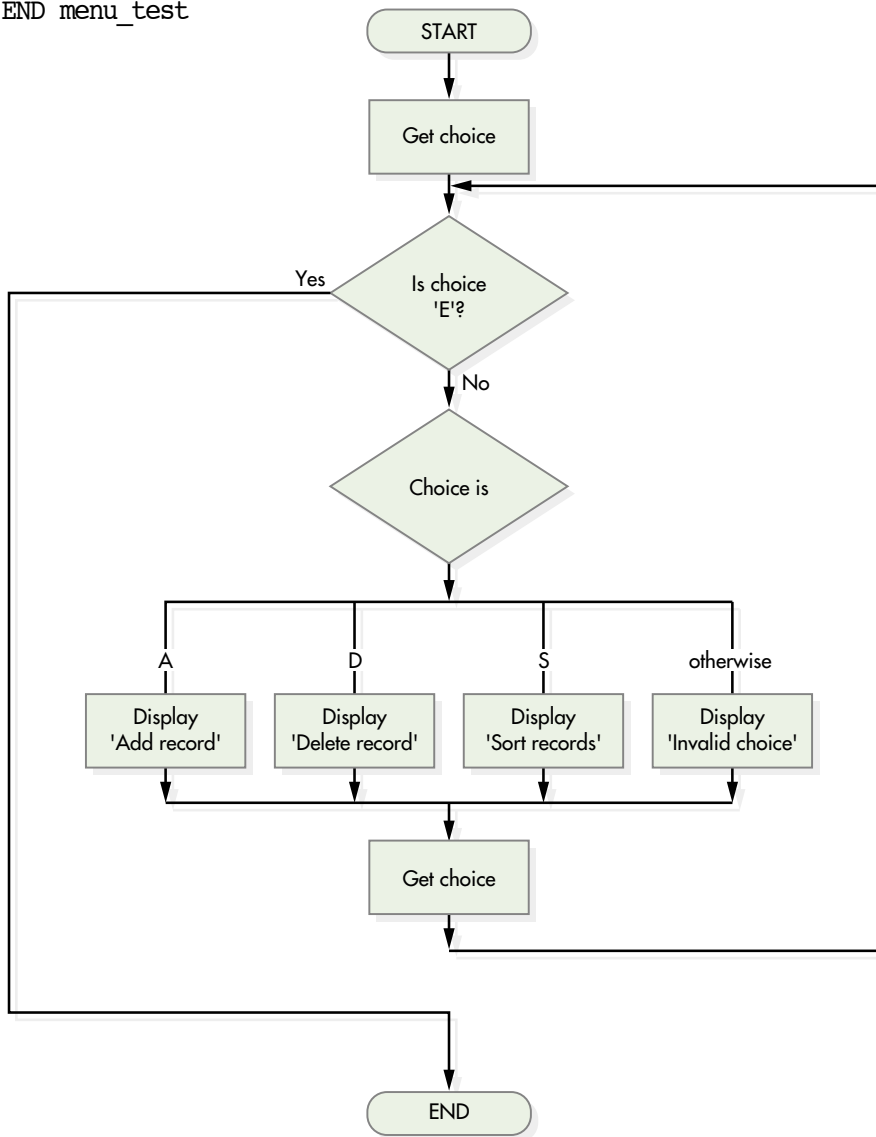 END menu_test
START
Get choice
Yes
Is choice
'E'?
No
Choice is
A
D
S
otherwise
Display
'Add record'
Display
'Delete record'
Display
'Sort records'
Display
'Invalid choice'
Get choice
END